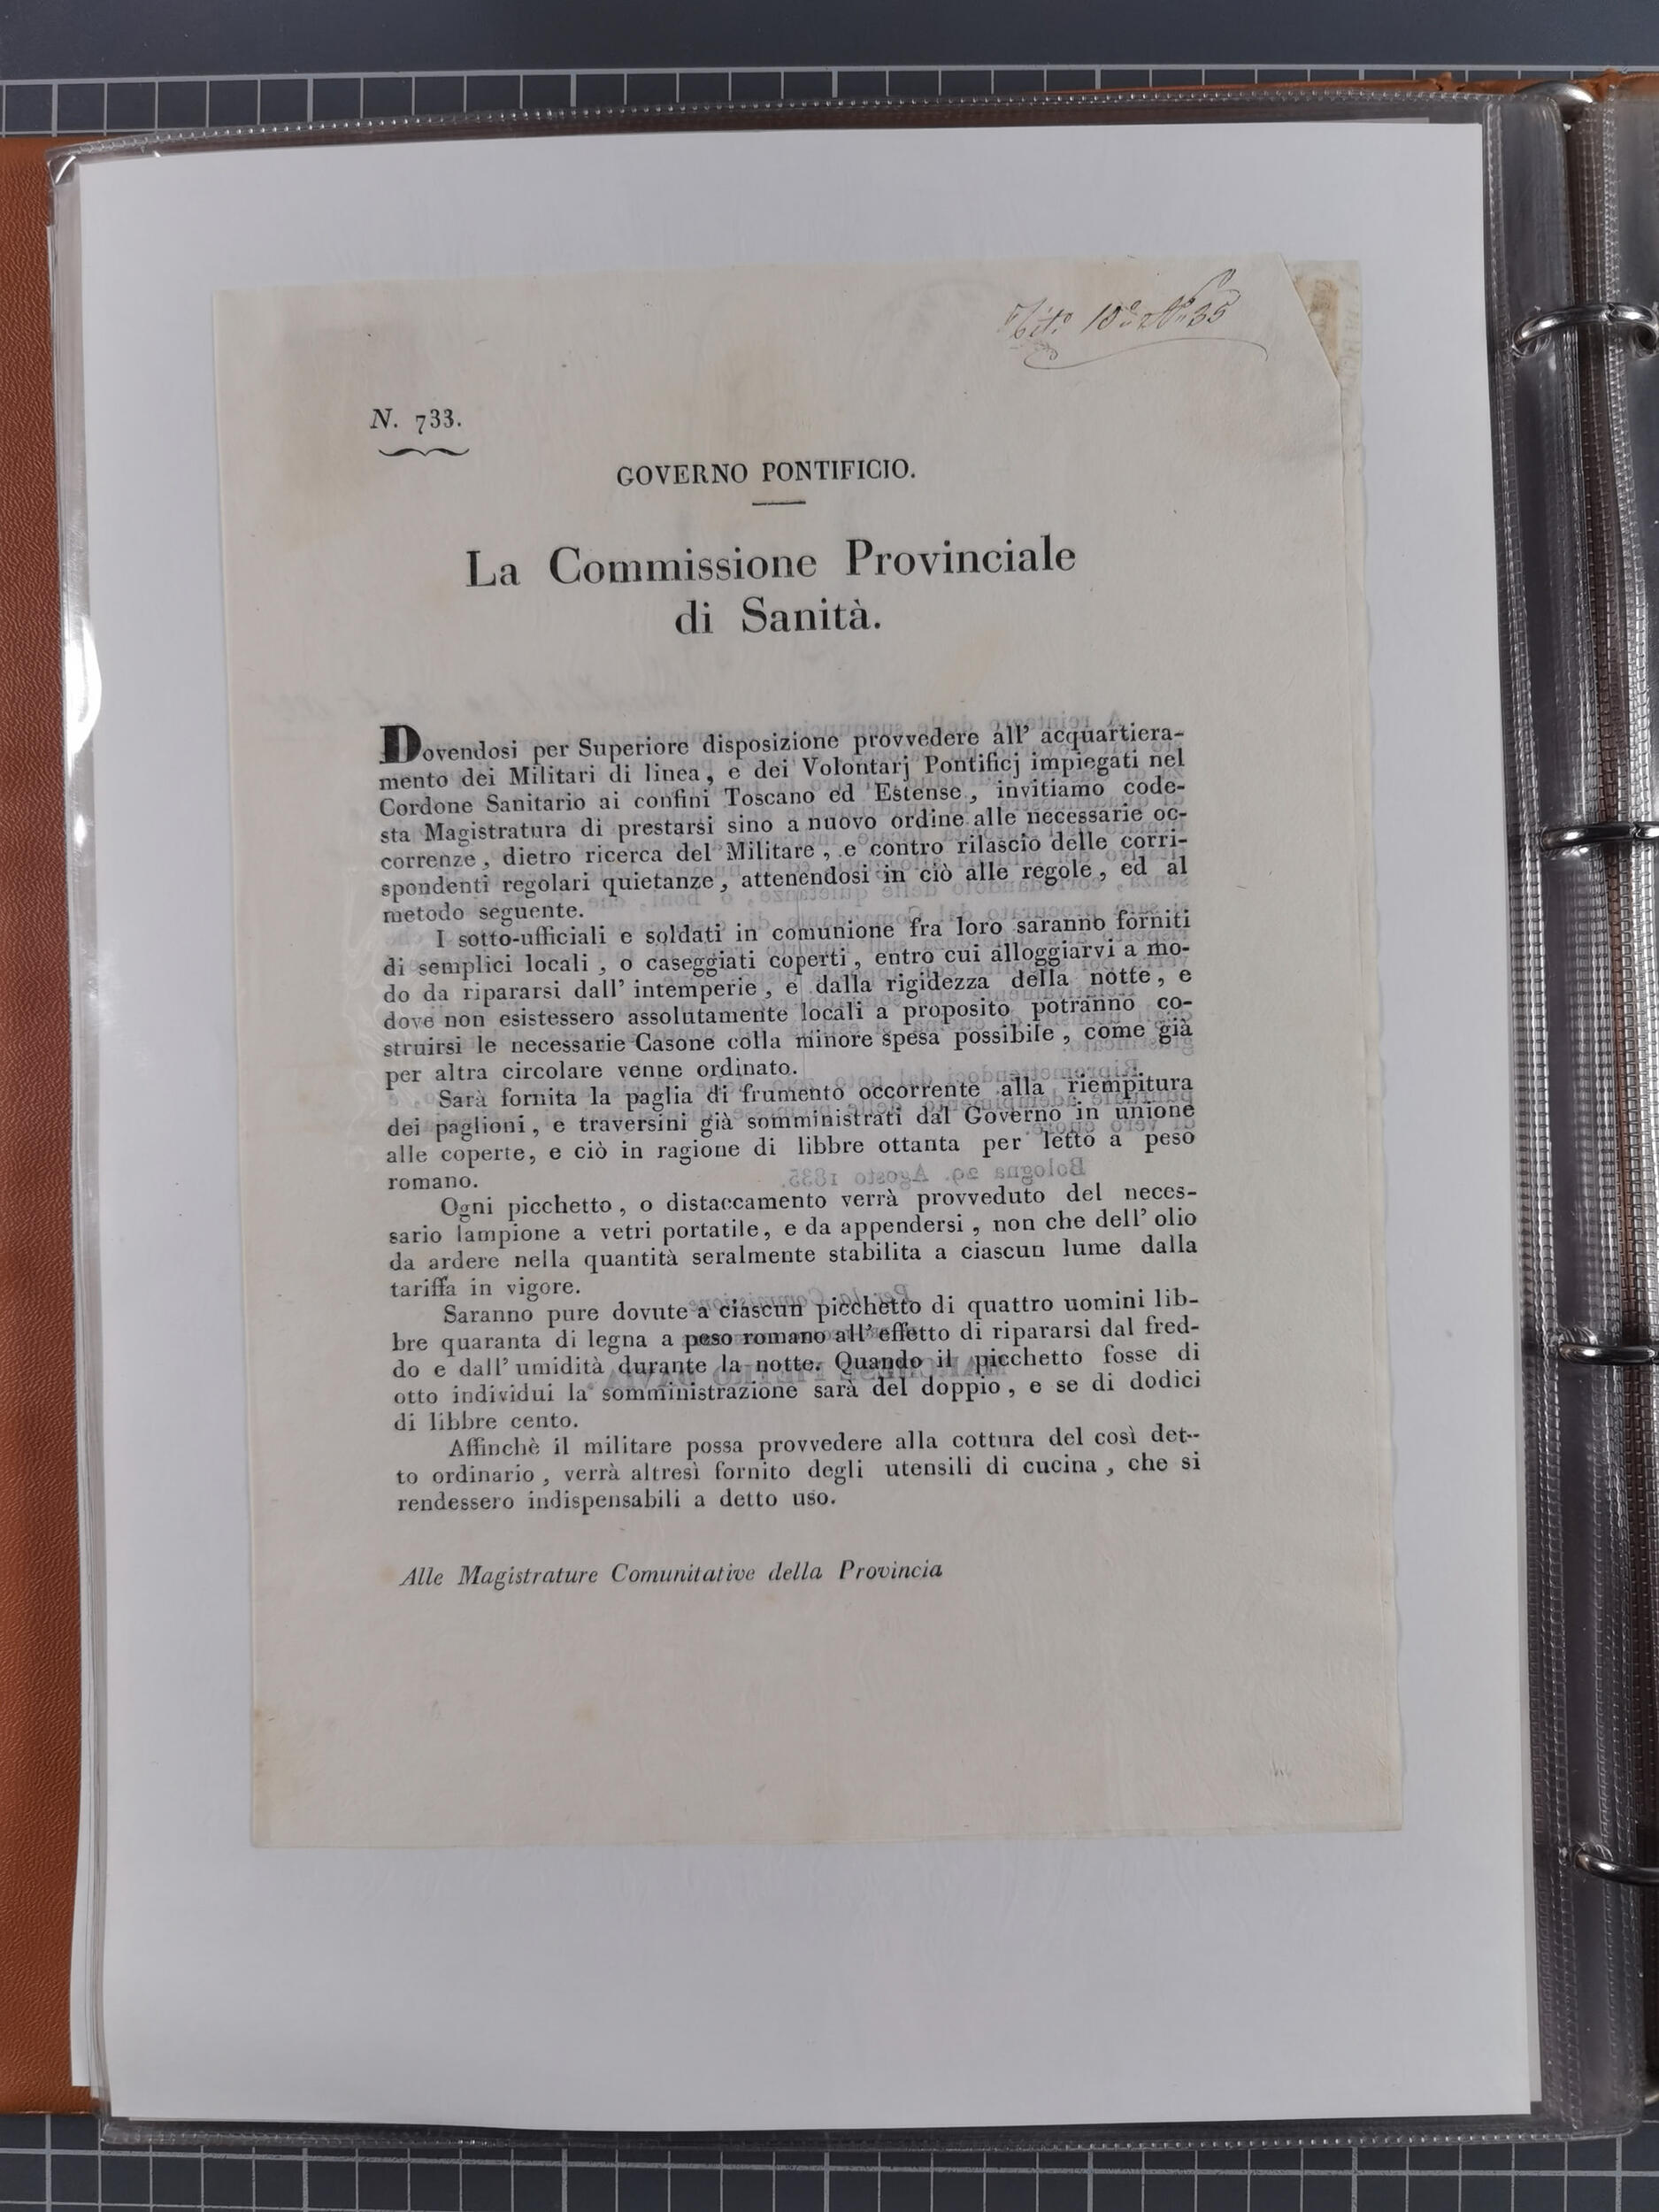 Tit.º 10º N.º 35
N. 733.
GOVERNO PONTIFICIO.
La Commissione Provinciale
di Sanità.
Dovendosi per Superiore disposizione provvedere all' acquartiera-
mento dei Militari di linea, e dei Volontarj Pontificj impiegati nel
Cordone Sanitario ai confini Toscano ed Estense, invitiamo code-
sta Magistratura di prestarsi sino a nuovo ordine alle necessarie oc-
correnze, dietro ricerca del Militare, e contro rilascio delle corri-
spondenti regolari quietanze, attenendosi in ciò alle regole, ed al
metodo seguente.
I sotto-ufficiali e soldati in comunione fra loro saranno forniti
di semplici locali, o caseggiati coperti, entro cui alloggiarvi a mo-
do da ripararsi dall' intemperie, e dalla rigidezza della notte, e
dove non esistessero assolutamente locali a proposito potranno co-
struirsi le necessarie Casone colla minore spesa possibile, come già
per altra circolare venne ordinato.
Sarà fornita la paglia di frumento occorrente alla riempitura
dei paglioni, e traversini già somministrati dal Governo in unione
alle coperte, e ciò in ragione di libbre ottanta per letto a peso
romano.
Ogni picchetto, o distaccamento verrà provveduto del neces-
sario lampione a vetri portatile, e da appendersi, non che dell' olio
da ardere nella quantità seralmente stabilita a ciascun lume dalla
tariffa in vigore.
Saranno pure dovute a ciascun picchetto di quattro uomini lib-
bre quaranta di legna a peso romano all' effetto di ripararsi dal fred-
do e dall' umidità durante la notte. Quando il picchetto fosse di
otto individui la somministrazione sarà del doppio, e se di dodici
di libbre cento.
Affinchè il militare possa provvedere alla cottura del così det-
to ordinario, verrà altresì fornito degli utensili di cucina, che si
rendessero indispensabili a detto uso.
Alle Magistrature Comunitative della Provincia